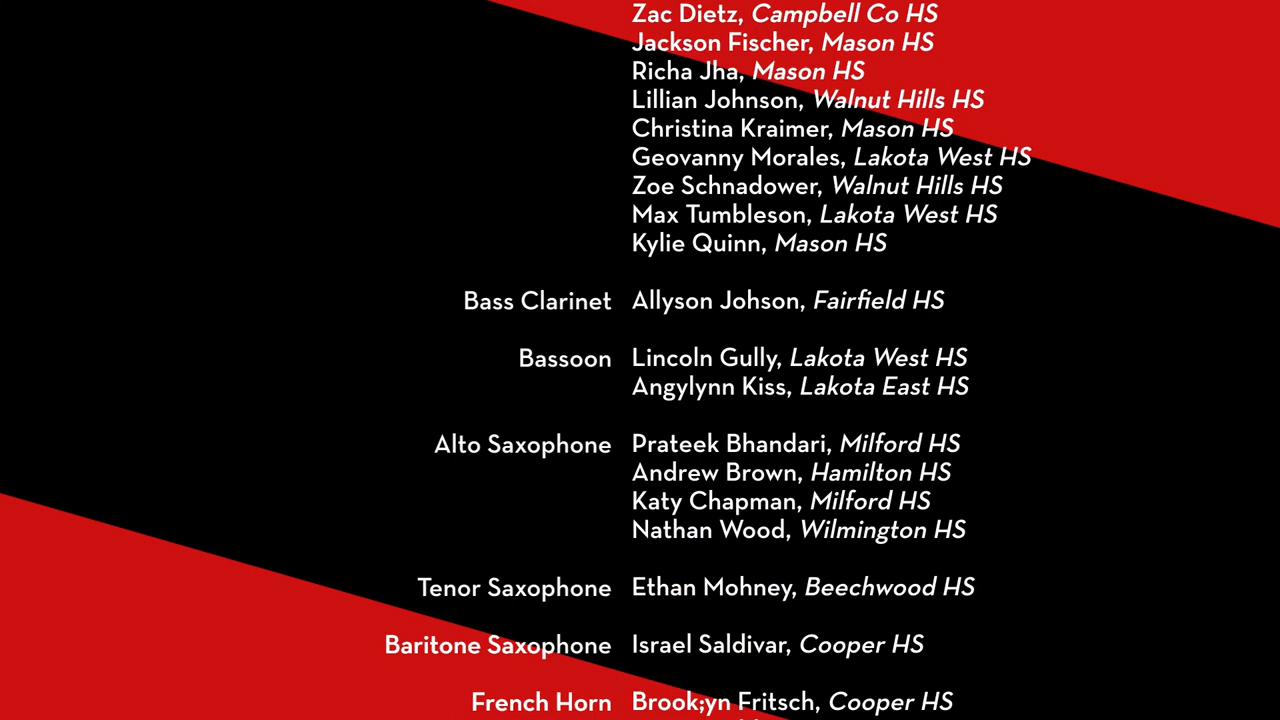 Zac Dietz, Campbell Co HS
Jackson Fischer, Mason HS
Richa Jha, Mason HS
Lillian Johnson, Walnut Hills HS
Christina Kraimer, Mason HS
Geovanny Morales, Lakota West HS
Zoe Schnadower, Walnut Hills HS
Max Tumbleson, Lakota West HS
Kylie Quinn, Mason HS
Bass Clarinet Allyson Johson, Fairfield HS
Bassoon Lincoln Gully, Lakota West HS
Angylynn Kiss, Lakota East HS
Alto Saxophone Prateek Bhandari, Milford HS
Andrew Brown, Hamilton HS
Katy Chapman, Milford HS
Nathan Wood, Wilmington HS
Tenor Saxophone Ethan Mohney, Beechwood HS
Baritone Saxophone Israel Saldivar, Cooper HS
French Horn Brook;yn Fritsch, Cooper HS